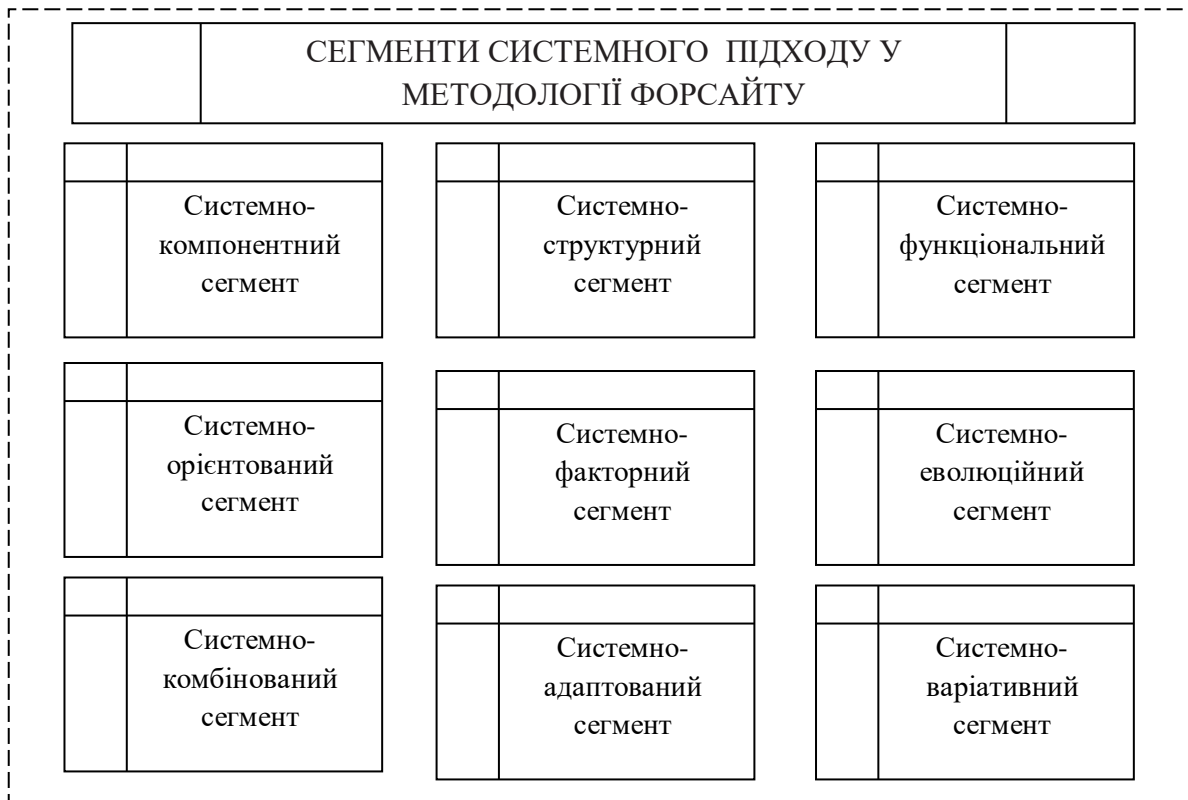 СЕГМЕНТИ СИСТЕМНОГО ПІДХОДУ У
МЕТОДОЛОГІЇ ФОРСАЙТУ
Системно-
компонентний
сегмент
Системно-
структурний
сегмент
Системно-
функціональний
сегмент
Системно-
орієнтований
сегмент
Системно-
факторний
сегмент
Системно-
еволюційний
сегмент
Системно-
комбінований
сегмент
Системно-
адаптований
сегмент
Системно-
варіативний
сегмент